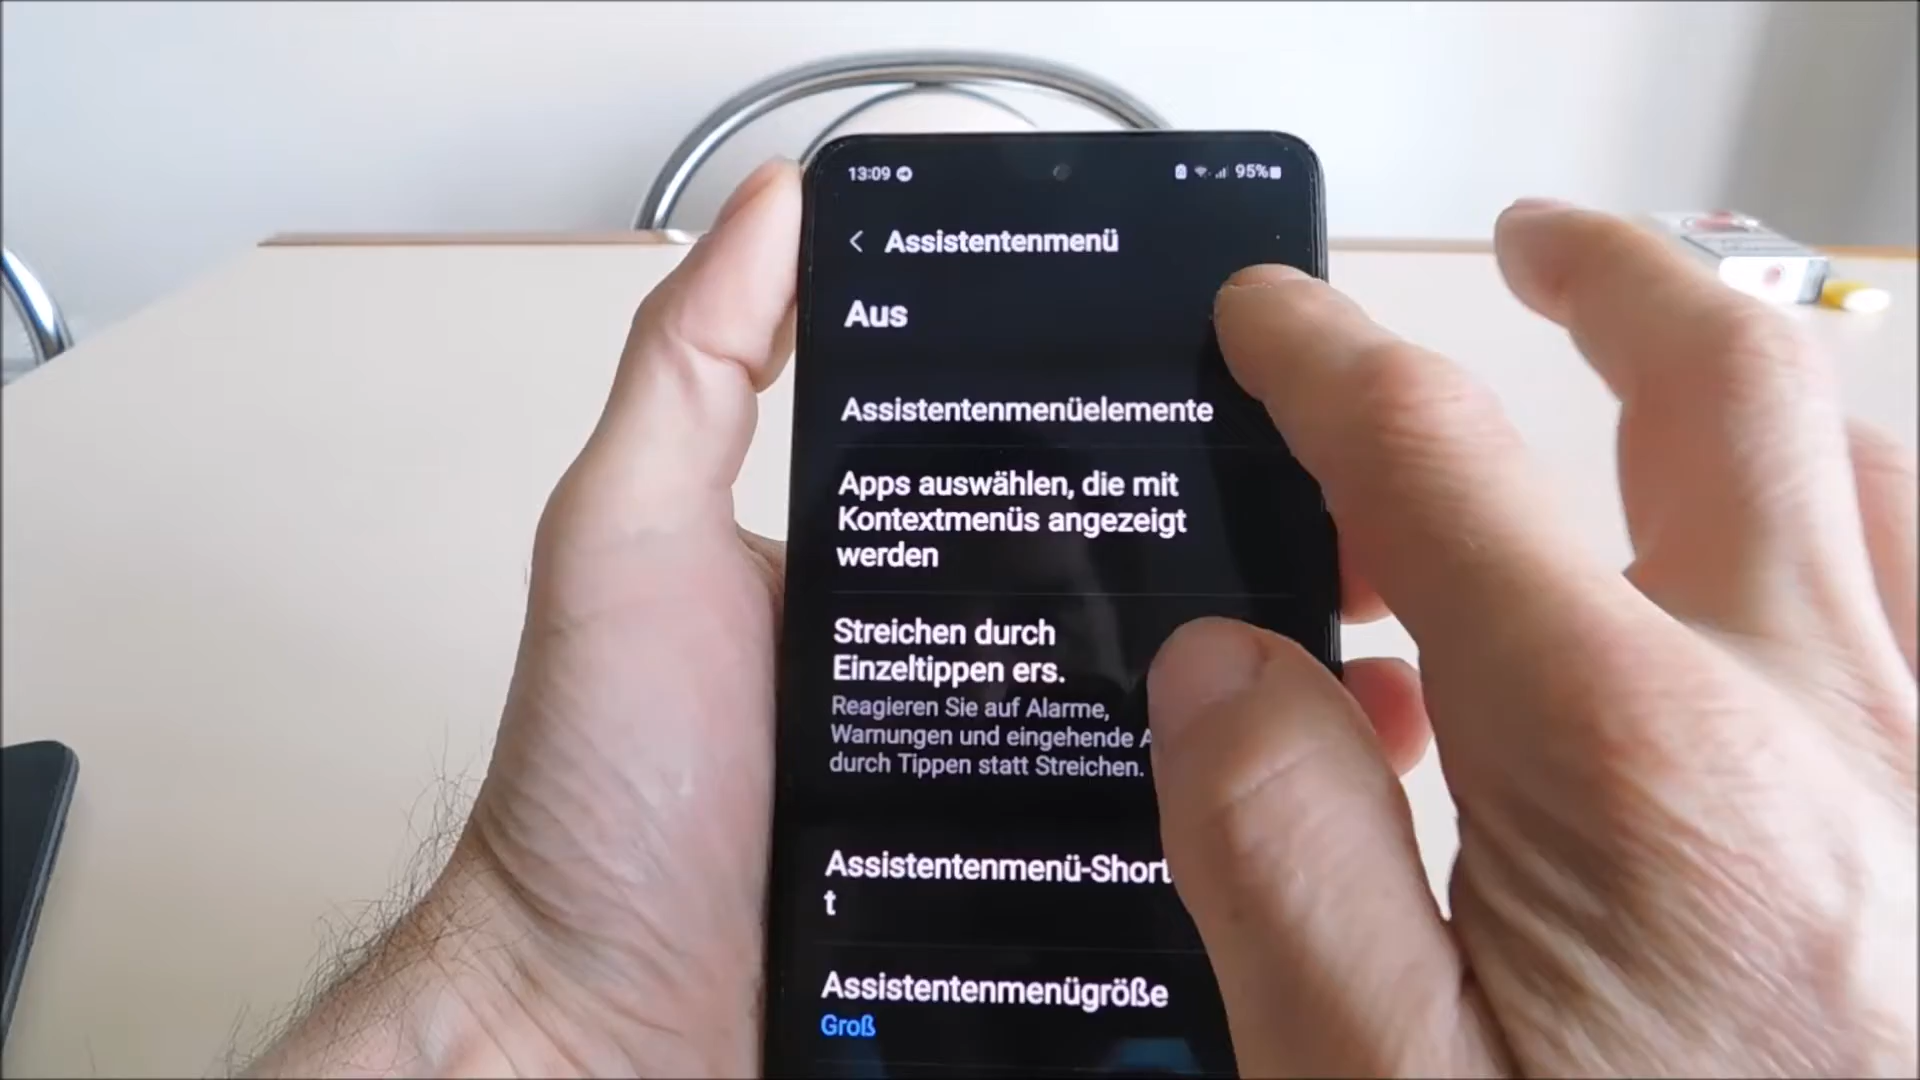 13:09
95%
Assistentenmenü
Aus
Assistentenmenüelemente
Apps auswählen, die mit
Kontextmenüs angezeigt
werden
Streichen durch
Einzeltippen ers.
Reagieren Sie auf Alarme,
Warnungen und eingehende A
durch Tippen statt Streichen.
Assistentenmenü-Short
t
Assistentenmenügröße
Groß